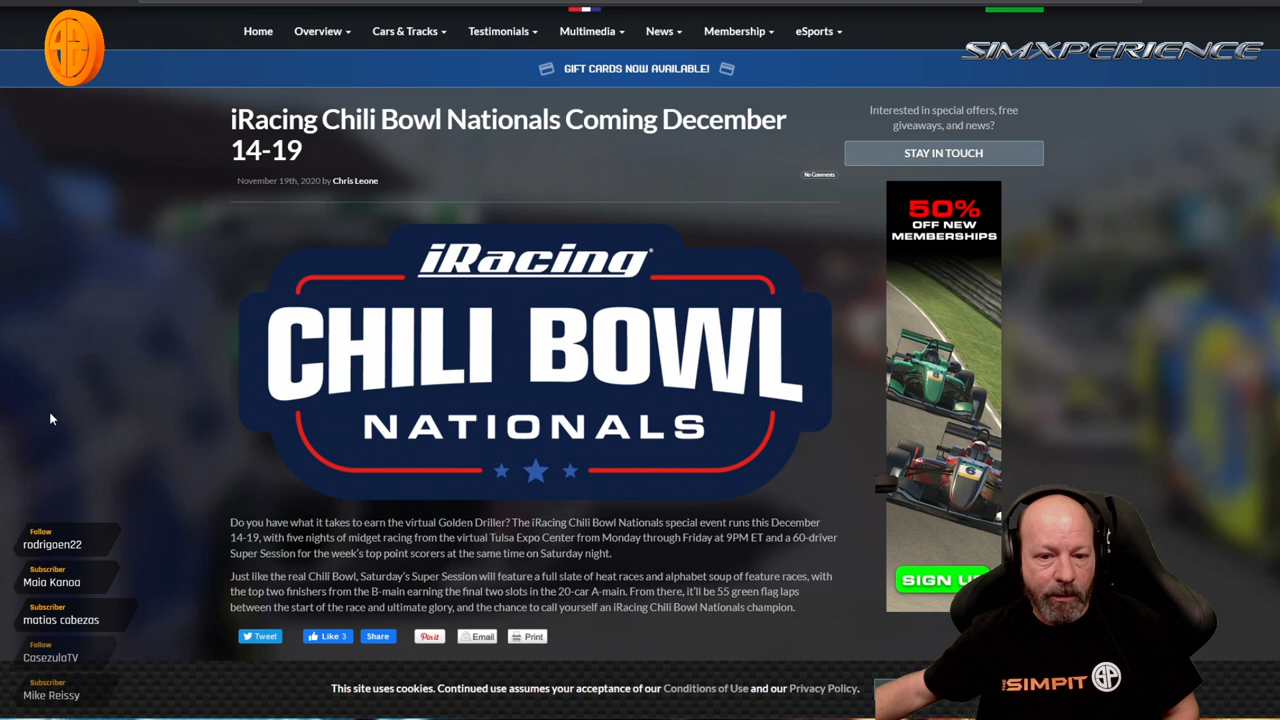 Home Overview Cars & Tracks Testimonials Multimedia News Membership eSports
SIMXPERIENCE
GIFT CARDS NOW AVAILABLE!
iRacing Chili Bowl Nationals Coming December
14-19
November 19th, 2020 by Chris Leone
No Comments
Interested in special offers, free
giveaways, and news?
STAY IN TOUCH
50%
OFF NEW
MEMBERSHIPS
SIGN
iRacing
CHILI BOWL
NATIONALS
Do you have what it takes to earn the virtual Golden Driller? The iRacing Chili Bowl Nationals special event runs this December
14-19, with five nights of midget racing from the virtual Tulsa Expo Center from Monday through Friday at 9PM ET and a 60-driver
Super Session for the week's top point scorers at the same time on Saturday night.
Just like the real Chili Bowl, Saturday's Super Session will feature a full slate of heat races and alphabet soup of feature races, with
the top two finishers from the B-main earning the final two slots in the 20-car A-main. From there, it'll be 55 green flag laps
between the start of the race and ultimate glory, and the chance to call yourself an iRacing Chili Bowl Nationals champion.
Tweet Like 3 Share Pin it Email Print
Follow
rodrigoen22
Subscriber
Maia Kanoa
Subscriber
matias cabezas
Follow
CasezulaTV
Subscriber
Mike Reissy
This site uses cookies. Continued use assumes your acceptance of our Conditions of Use and our Privacy Policy.
THE SIMPIT